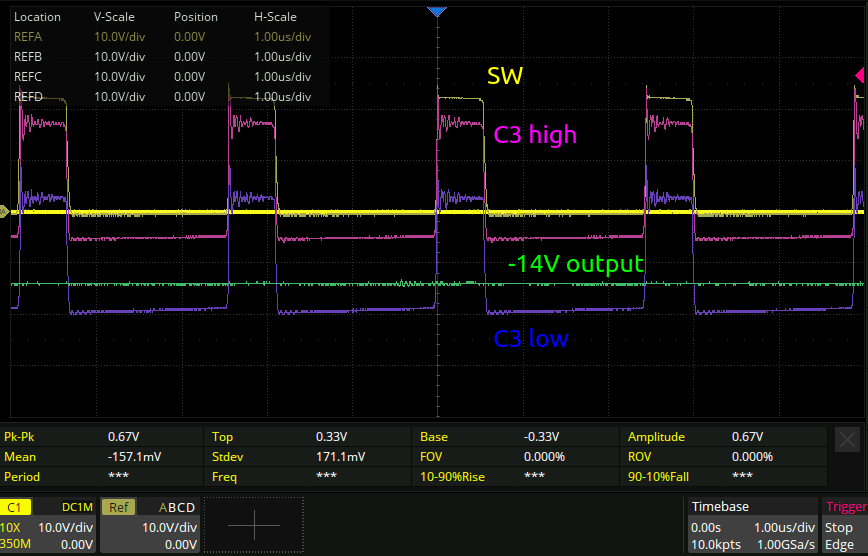 Location V-Scale Position H-Scale
REFA 10.0V/div 0.00V 1.00us/div
REFB 10.0V/div 0.00V 1.00us/div
REFC 10.0V/div 0.00V 1.00us/div
REFD 10.0V/div 0.00V 1.00us/div
SW
C3 high
-14V output
C3 low
Pk-Pk 0.67V Top 0.33V Base -0.33V Amplitude 0.67V
Mean -157.1mV Stdev 171.1mV FOV 0.000% ROV 0.000%
Period *** Freq *** 10-90%Rise *** 90-10%Fall ***
C1 DC1M Ref ABCD Timebase Trigger
10X 10.0V/div 10.0V/div 0.00s 1.00us/div Stop
350M 0.00V 0.00V 10.0kpts 1.00GSa/s Edge